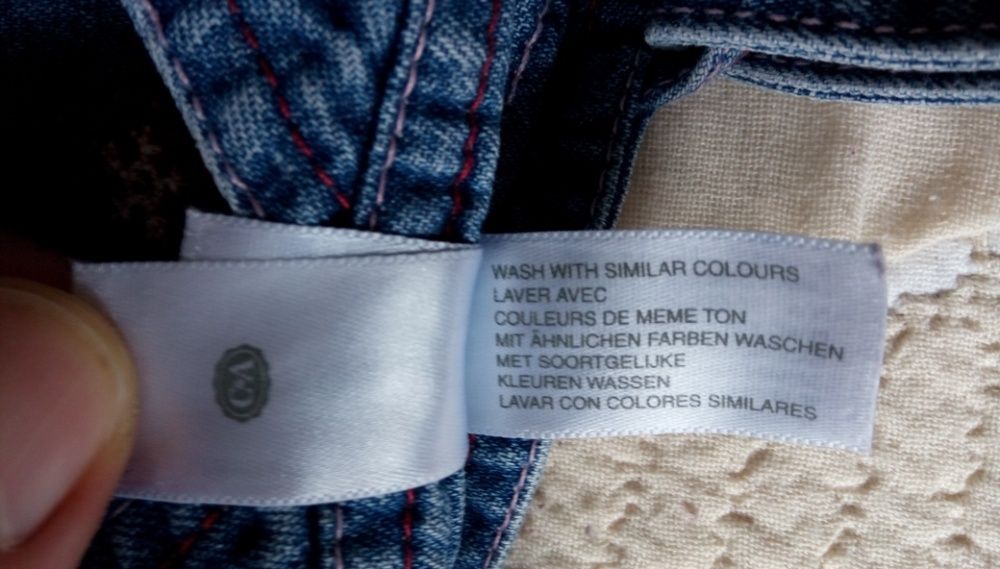 WASH WITH SIMILAR COLOURS
LAVER AVEC
COULEURS DE MEME TON
MIT ÄHNLICHEN FARBEN WASCHEN
MET SOORTGELIJKE
KLEUREN WASSEN
LAVAR CON COLORES SIMILARES